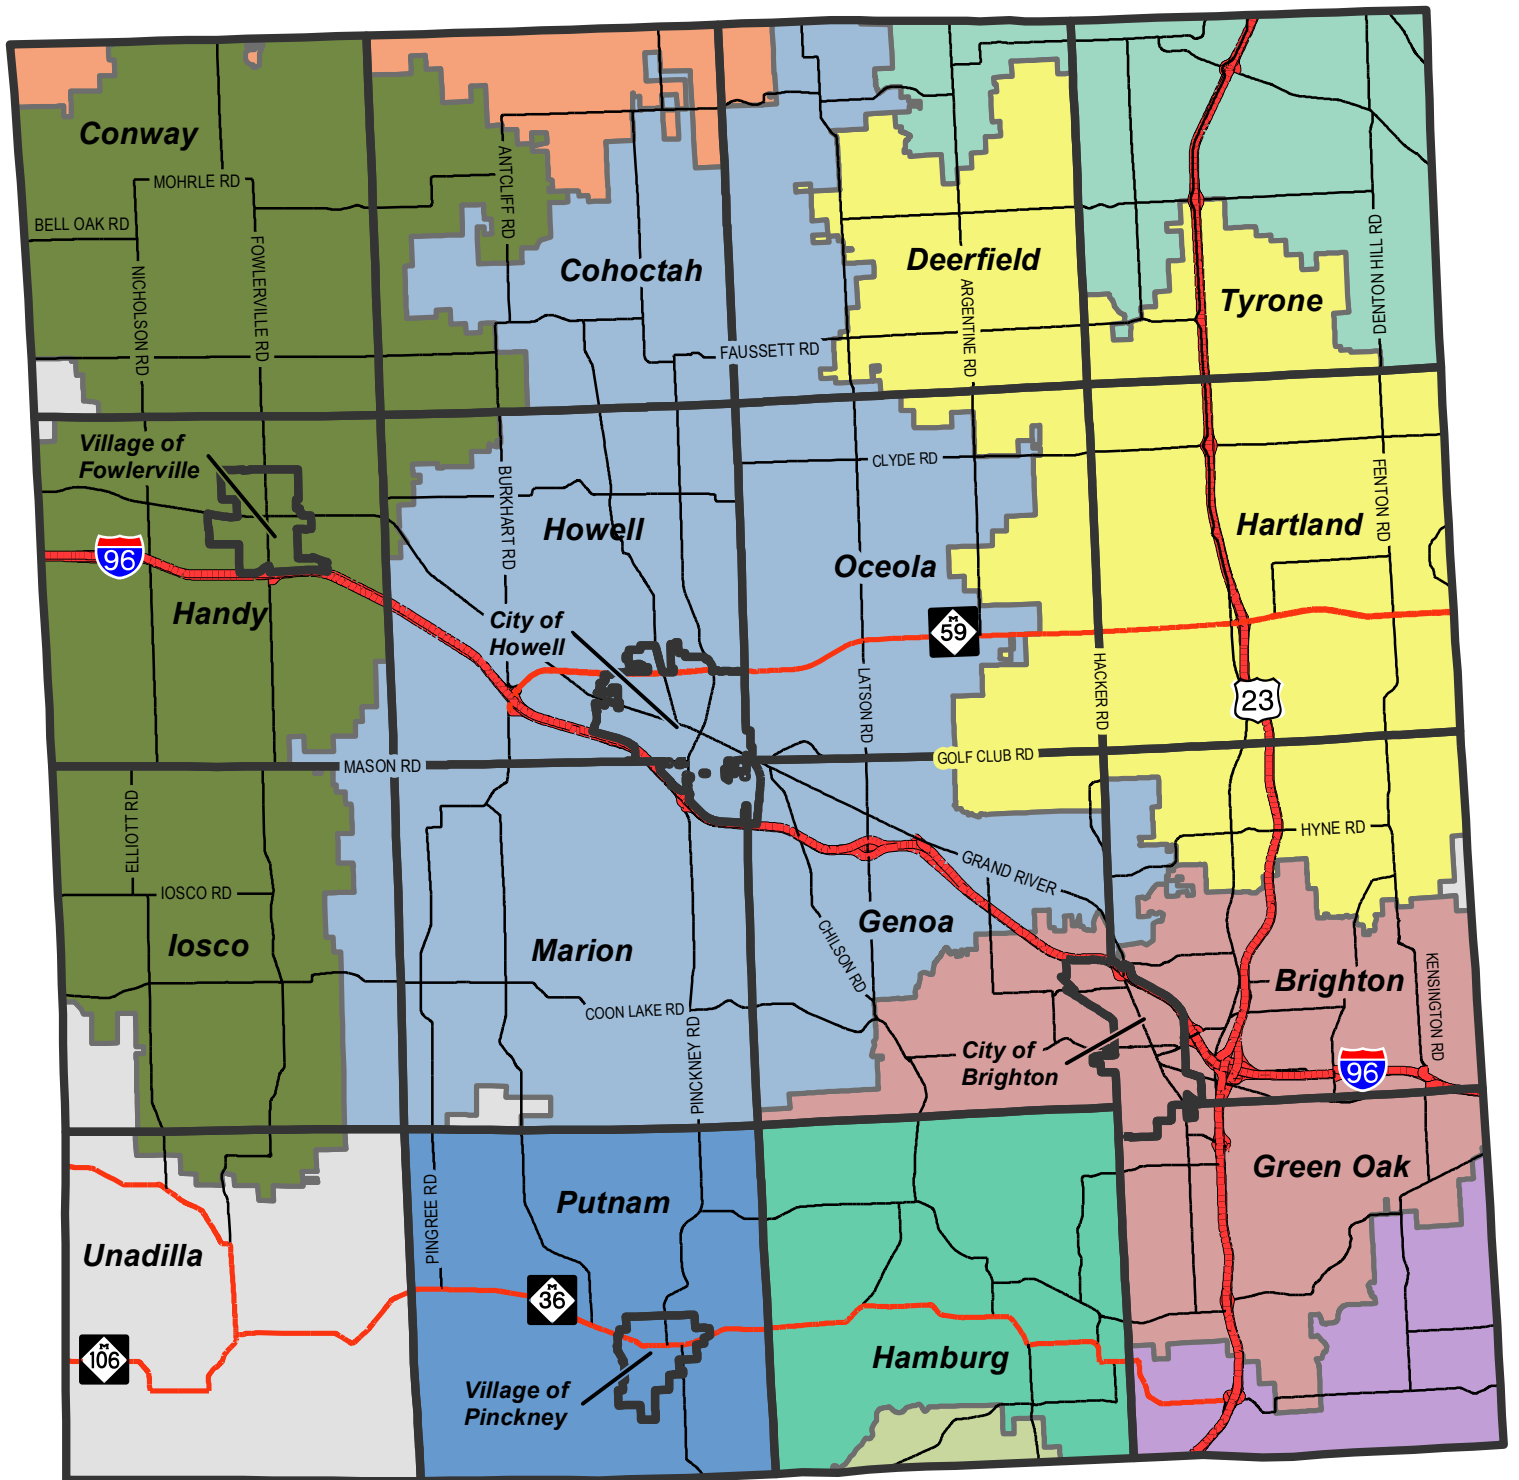 Conway
MOHRLE RD
BELL OAK RD
NICHOLSON RD
FOWLERVILLE RD
ANTCLIFF RD
Cohoctah
Deerfield
ARGENTINE RD
Tyrone
DENTON HILL RD
FAUSSETT RD
Village of
Fowlerville
96
Handy
BURKHART RD
Howell
City of
Howell
CLYDE RD
Oceola
M
59
LATSON RD
HACKER RD
Hartland
FENTON RD
23
MASON RD
GOLF CLUB RD
ELLIOTT RD
IOSCO RD
Iosco
Marion
COON LAKE RD
PINCKNEY RD
GRAND RIVER
Genoa
CHILSON RD
HYNE RD
Brighton
KENSINGTON RD
City of
Brighton
96
Green Oak
Unadilla
M
106
PINGREE RD
Putnam
M
36
Village of
Pinckney
Hamburg